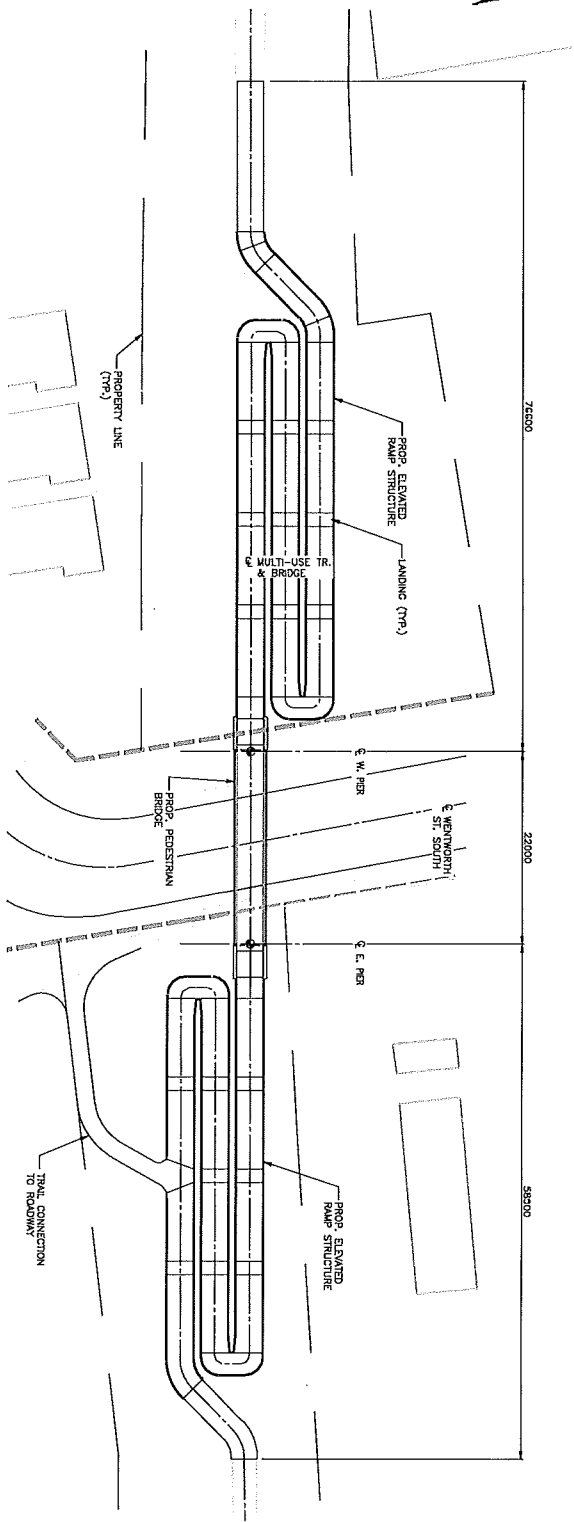 76600
PROPERTY LINE
(TYP.)
PROP. ELEVATED
RAMP STRUCTURE
LANDING (TYP.)
℄ MULTI-USE TR.
& BRIDGE
℄ W. PIER
PROP. PEDESTRIAN
BRIDGE
22000
℄ WENTWORTH
ST. SOUTH
℄ E. PIER
58500
PROP. ELEVATED
RAMP STRUCTURE
TRAIL CONNECTION
TO ROADWAY